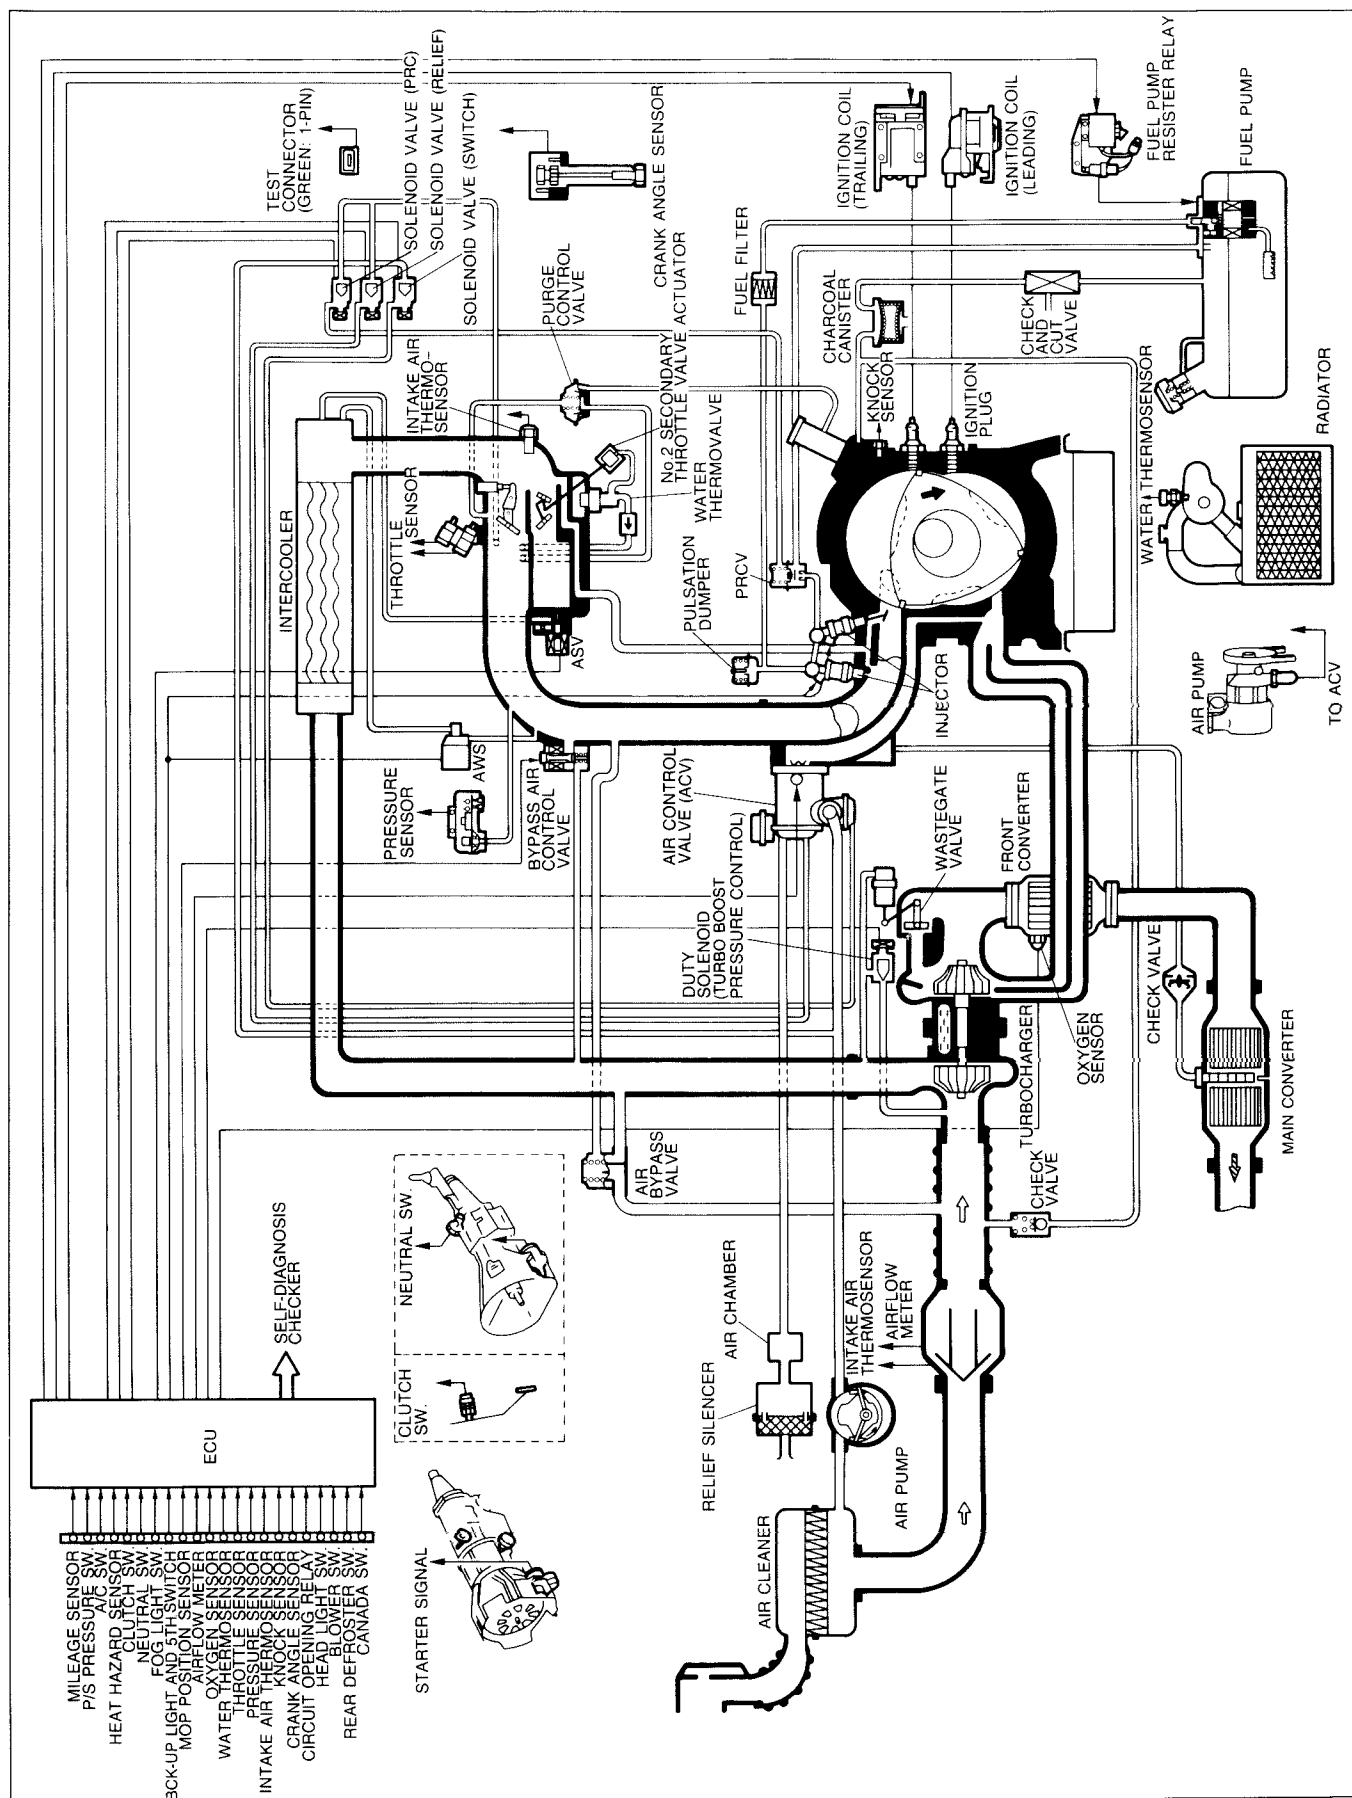 MILEAGE SENSOR
P/S PRESSURE SW.
A/C SW.
HEAT HAZARD SENSOR
CLUTCH SW.
NEUTRAL SW.
FOG LIGHT SW.
BCK-UP LIGHT AND 5TH SWITCH
MOP POSITION SENSOR
AIRFLOW METER
OXYGEN SENSOR
WATER THERMOSENSOR
THROTTLE SENSOR
PRESSURE SENSOR
INTAKE AIR THERMOSENSOR
KNOCK SENSOR
CRANK ANGLE SENSOR
CIRCUIT OPENING RELAY
HEAD LIGHT SW.
BLOWER SW.
REAR DEFROSTER SW.
CANADA SW.
ECU
SELF-DIAGNOSIS
CHECKER
STARTER SIGNAL
CLUTCH
SW.
NEUTRAL SW.
TEST
CONNECTOR
(GREEN: 1-PIN)
SOLENOID VALVE (PRC)
SOLENOID VALVE (RELIEF)
SOLENOID VALVE (SWITCH)
CRANK ANGLE SENSOR
INTERCOOLER
THROTTLE
SENSOR
INTAKE AIR
THERMO-
SENSOR
PURGE
CONTROL
VALVE
No.2 SECONDARY
THROTTLE VALVE ACTUATOR
WATER
THERMOVALVE
PRESSURE
SENSOR
AWS
BYPASS AIR
CONTROL
VALVE
ASV
PULSATION
DUMPER
PRCV
FUEL FILTER
CHARCOAL
CANISTER
IGNITION COIL
(TRAILING)
IGNITION COIL
(LEADING)
FUEL PUMP
RESISTER RELAY
FUEL PUMP
CHECK
AND
CUT
VALVE
KNOCK
SENSOR
IGNITION
PLUG
WATER THERMOSENSOR
RADIATOR
AIR PUMP
TO ACV
INJECTOR
AIR CONTROL
VALVE (ACV)
DUTY
SOLENOID
(TURBO BOOST
PRESSURE CONTROL)
WASTEGATE
VALVE
FRONT
CONVERTER
CHECK VALVE
OXYGEN
SENSOR
MAIN CONVERTER
TURBOCHARGER
CHECK
VALVE
AIR
BYPASS
VALVE
AIR CHAMBER
RELIEF SILENCER
INTAKE AIR
THERMOSENSOR
AIRFLOW
METER
AIR PUMP
AIR CLEANER